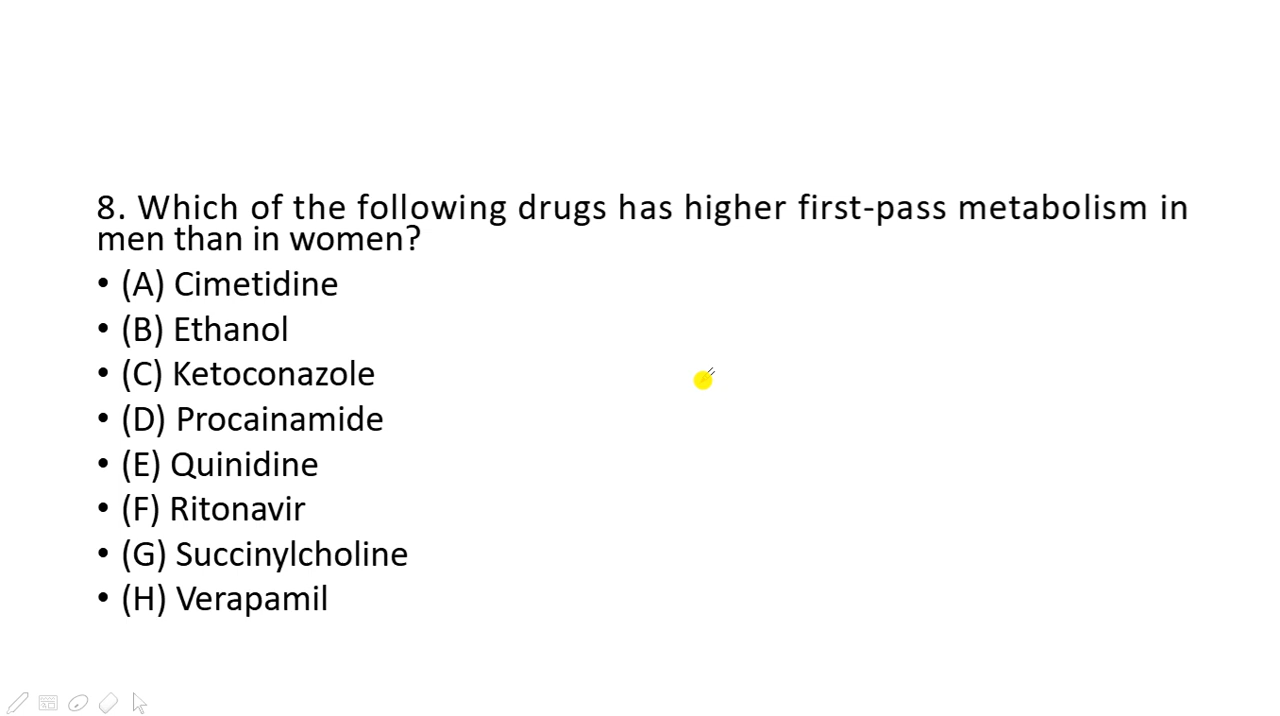 8. Which of the following drugs has higher first-pass metabolism in
men than in women?
• (A) Cimetidine
• (B) Ethanol
• (C) Ketoconazole
• (D) Procainamide
• (E) Quinidine
• (F) Ritonavir
• (G) Succinylcholine
• (H) Verapamil